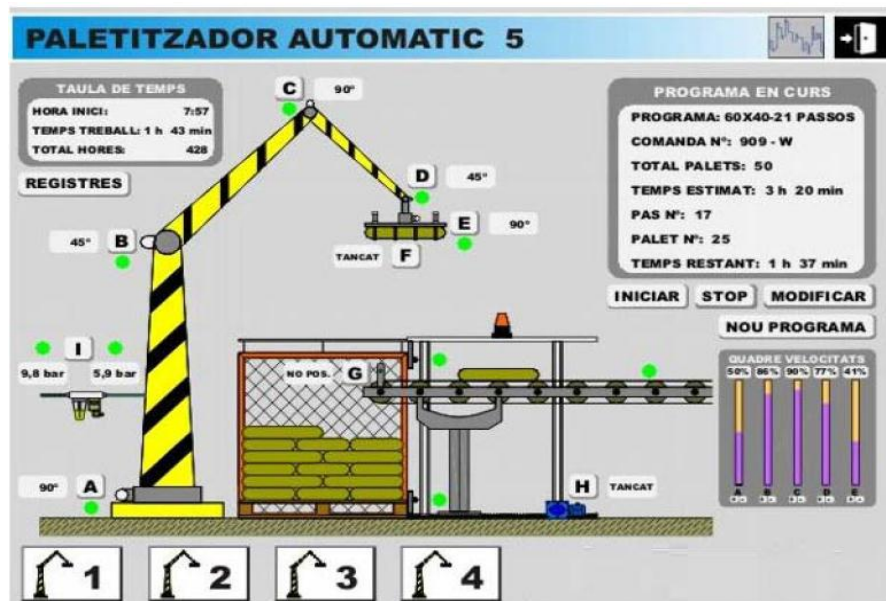 PALETITZADOR AUTOMATIC 5
TAULA DE TEMPS
HORA INICI: 7:57
TEMPS TREBALL: 1 h 43 min
TOTAL HORES: 428
REGISTRES
C 90°
D 45°
E 90°
TANCAT F
45° B
I
9,8 bar 5,9 bar
NO POS. G
90° A
H TANCAT
PROGRAMA EN CURS
PROGRAMA: 60X40-21 PASSOS
COMANDA Nº: 909 - W
TOTAL PALETS: 50
TEMPS ESTIMAT: 3 h 20 min
PAS Nº: 17
PALET Nº: 25
TEMPS RESTANT: 1 h 37 min
INICIAR STOP MODIFICAR
NOU PROGRAMA
QUADRE VELOCITATS
50% 86% 90% 77% 41%
A B C D E
1 2 3 4